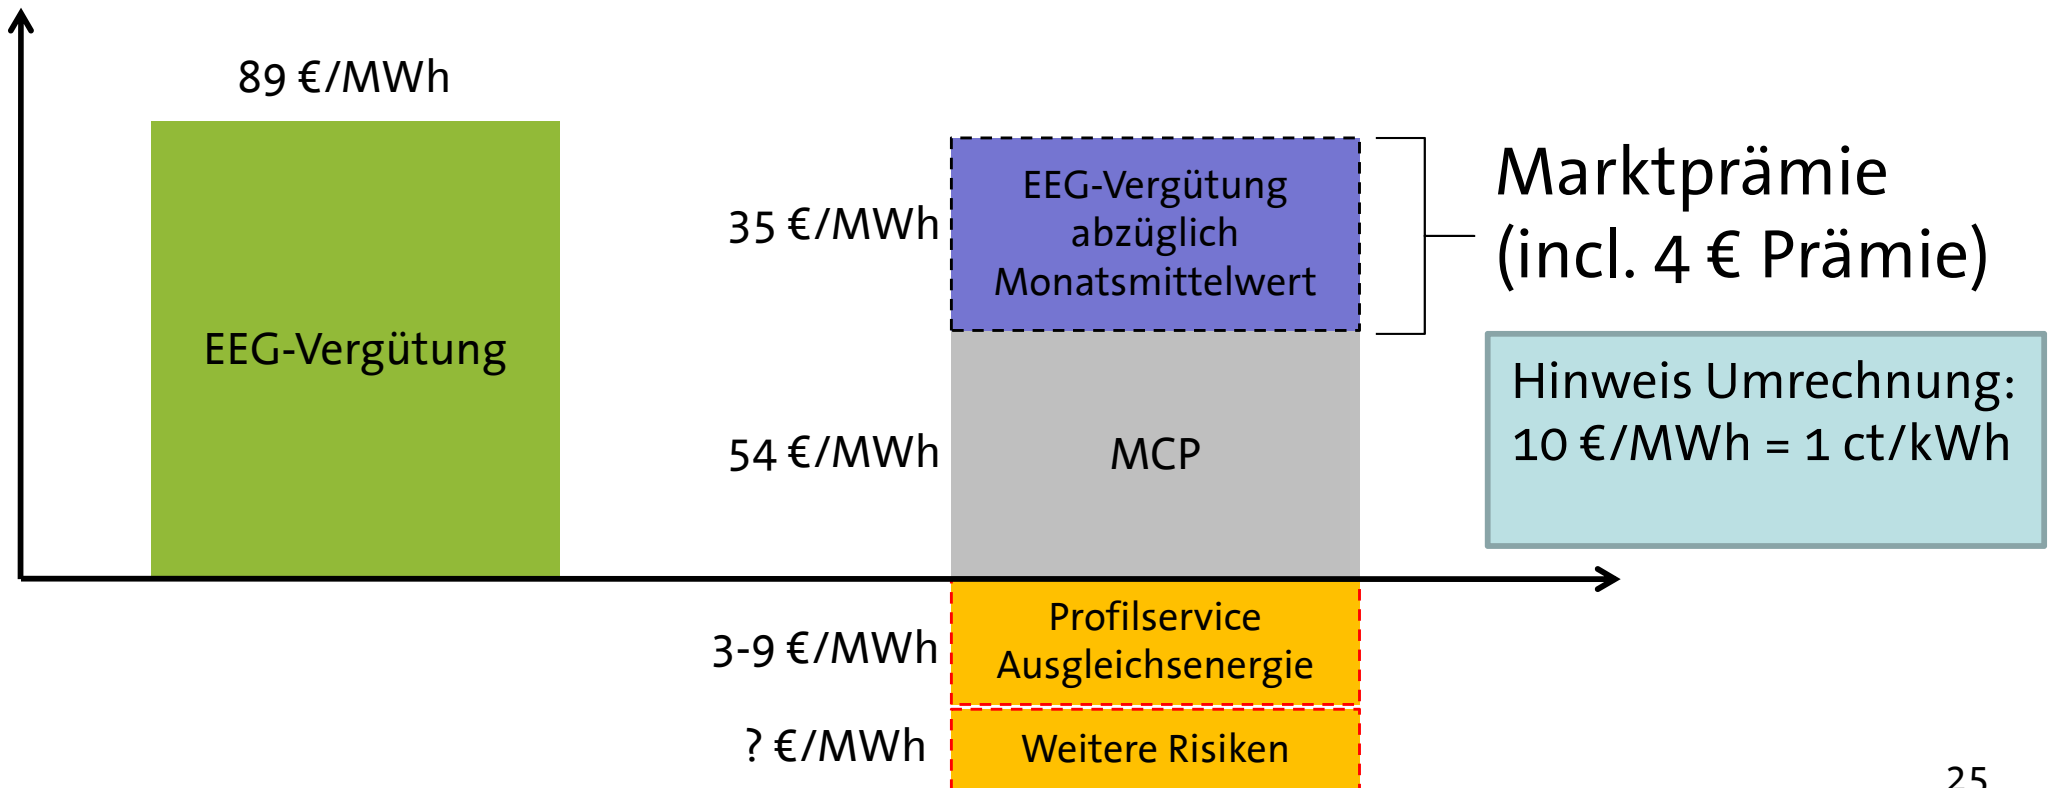 89 €/MWh
EEG-Vergütung
35 €/MWh
EEG-Vergütung
abzüglich
Monatsmittelwert
Marktprämie
(incl. 4 € Prämie)
Hinweis Umrechnung:
10 €/MWh = 1 ct/kWh
54 €/MWh
MCP
3-9 €/MWh
Profilservice
Ausgleichsenergie
? €/MWh
Weitere Risiken
25